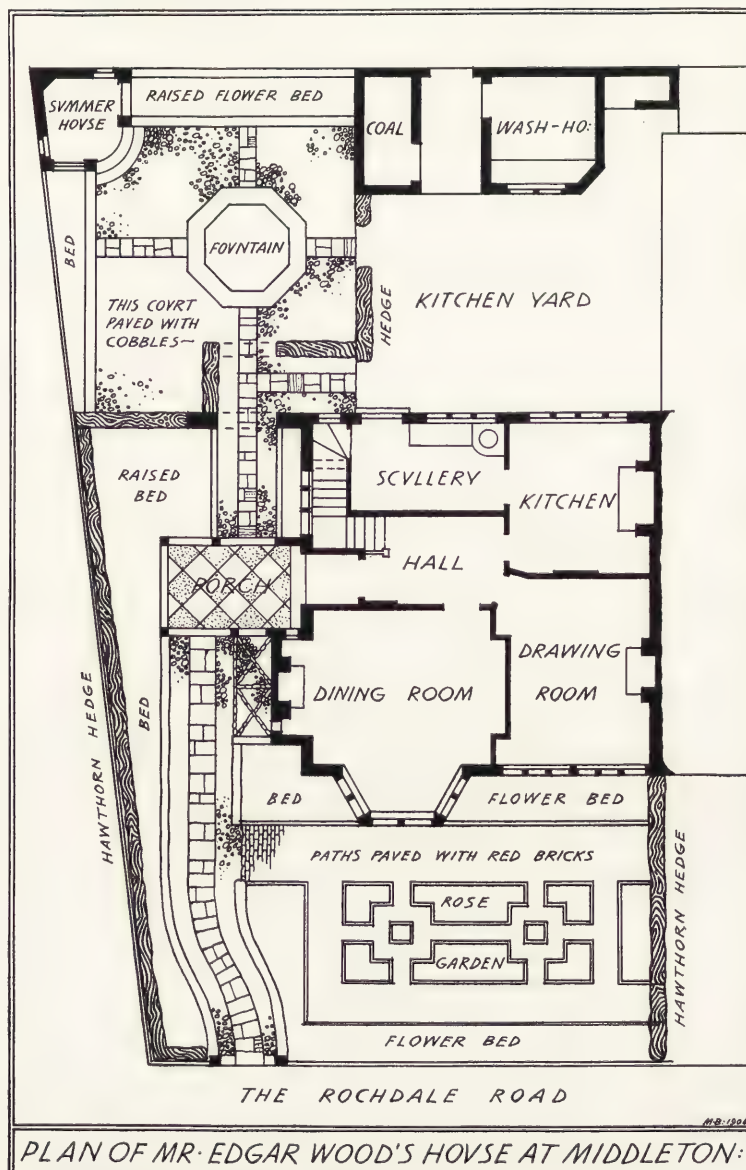 SVMMER
HOVSE
RAISED FLOWER BED
COAL
WASH-HO:
BED
FOVNTAIN
THIS COVRT
PAVED WITH
COBBLES~
HEDGE
KITCHEN YARD
RAISED
BED
SCVLLERY
KITCHEN
HALL
PORCH
DRAWING
ROOM
DINING ROOM
HAWTHORN HEDGE
BED
BED
FLOWER BED
PATHS PAVED WITH RED BRICKS
ROSE
GARDEN
HAWTHORN HEDGE
FLOWER BED
THE ROCHDALE ROAD
PLAN OF MR. EDGAR WOOD'S HOVSE AT MIDDLETON: